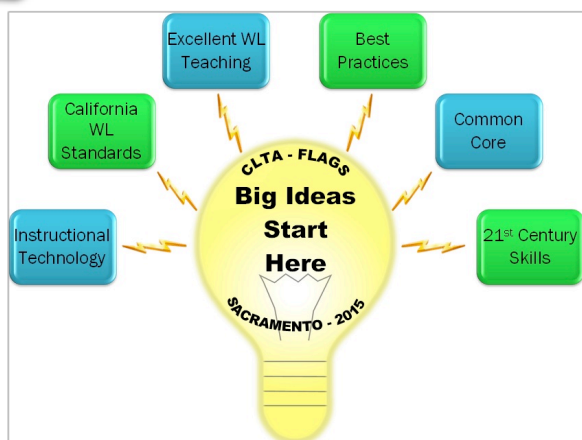 Excellent WL
Teaching
Best
Practices
California
WL
Standards
Common
Core
Instructional
Technology
21st Century
Skills
CLTA - FLAGS
Big Ideas
Start
Here
SACRAMENTO - 2015